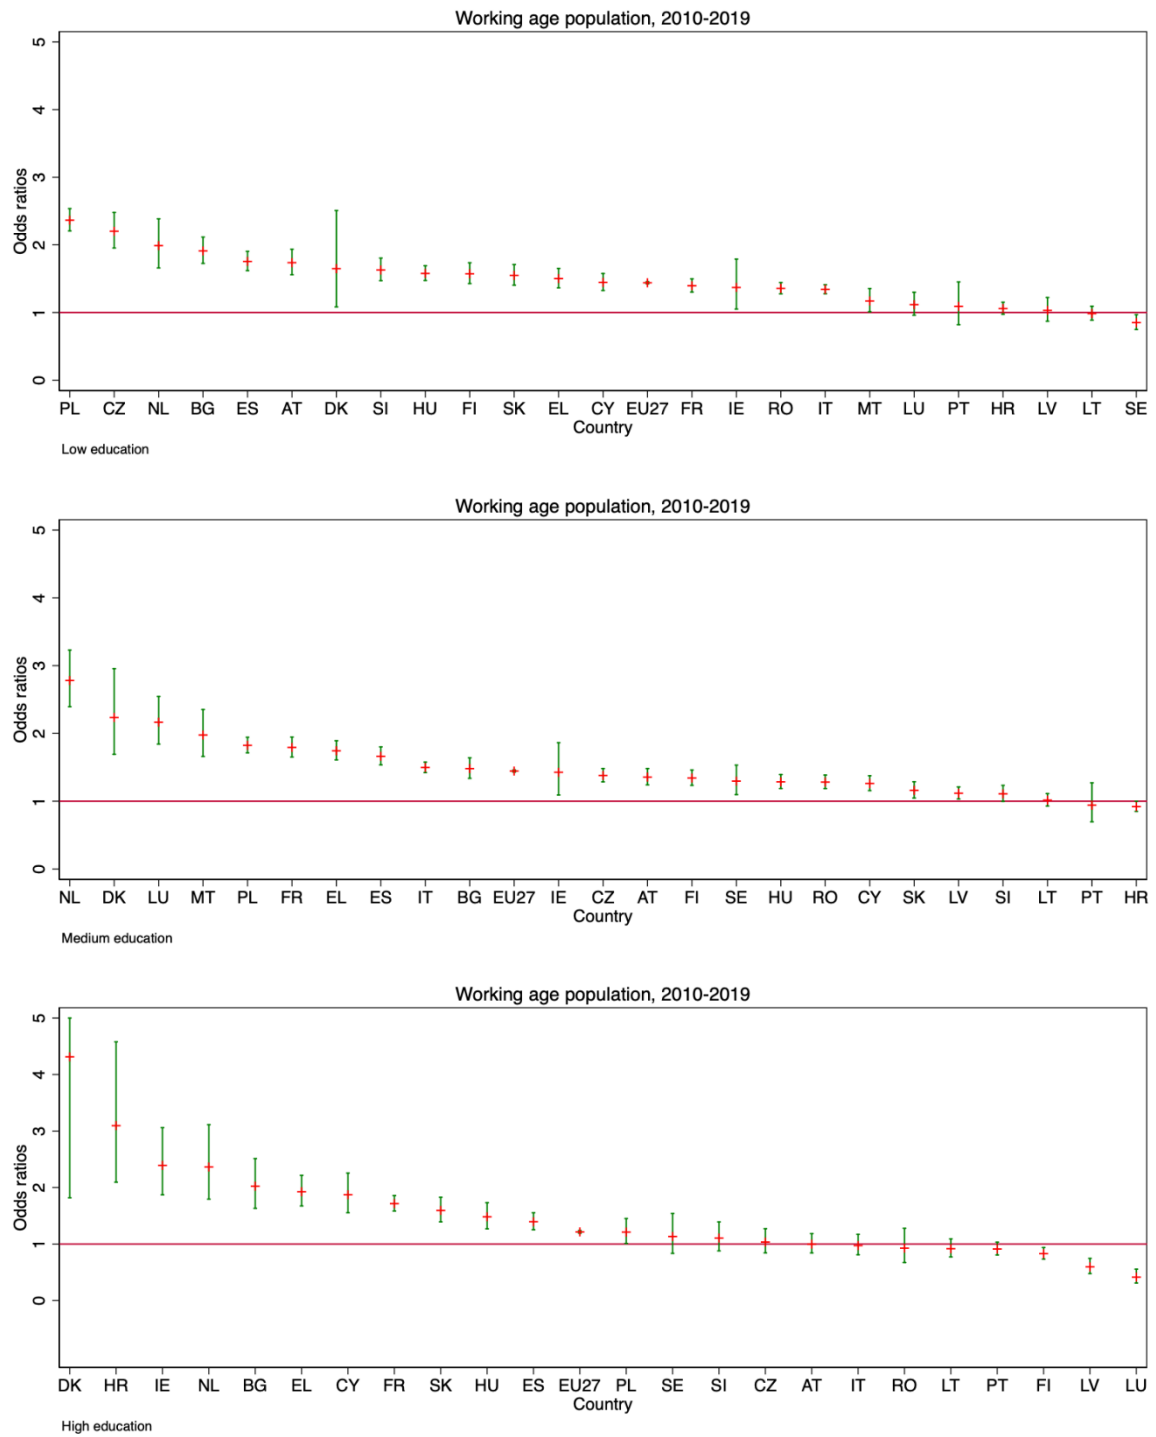 Working age population, 2010-2019
Odds ratios
5
4
3
2
1
0
PL CZ NL BG ES AT DK SI HU FI SK EL CY EU27 FR IE RO IT MT LU PT HR LV LT SE
Country
Low education
Working age population, 2010-2019
Odds ratios
5
4
3
2
1
0
NL DK LU MT PL FR EL ES IT BG EU27 IE CZ AT FI SE HU RO CY SK LV SI LT PT HR
Country
Medium education
Working age population, 2010-2019
Odds ratios
5
4
3
2
1
0
DK HR IE NL BG EL CY FR SK HU ES EU27 PL SE SI CZ AT IT RO LT PT FI LV LU
Country
High education